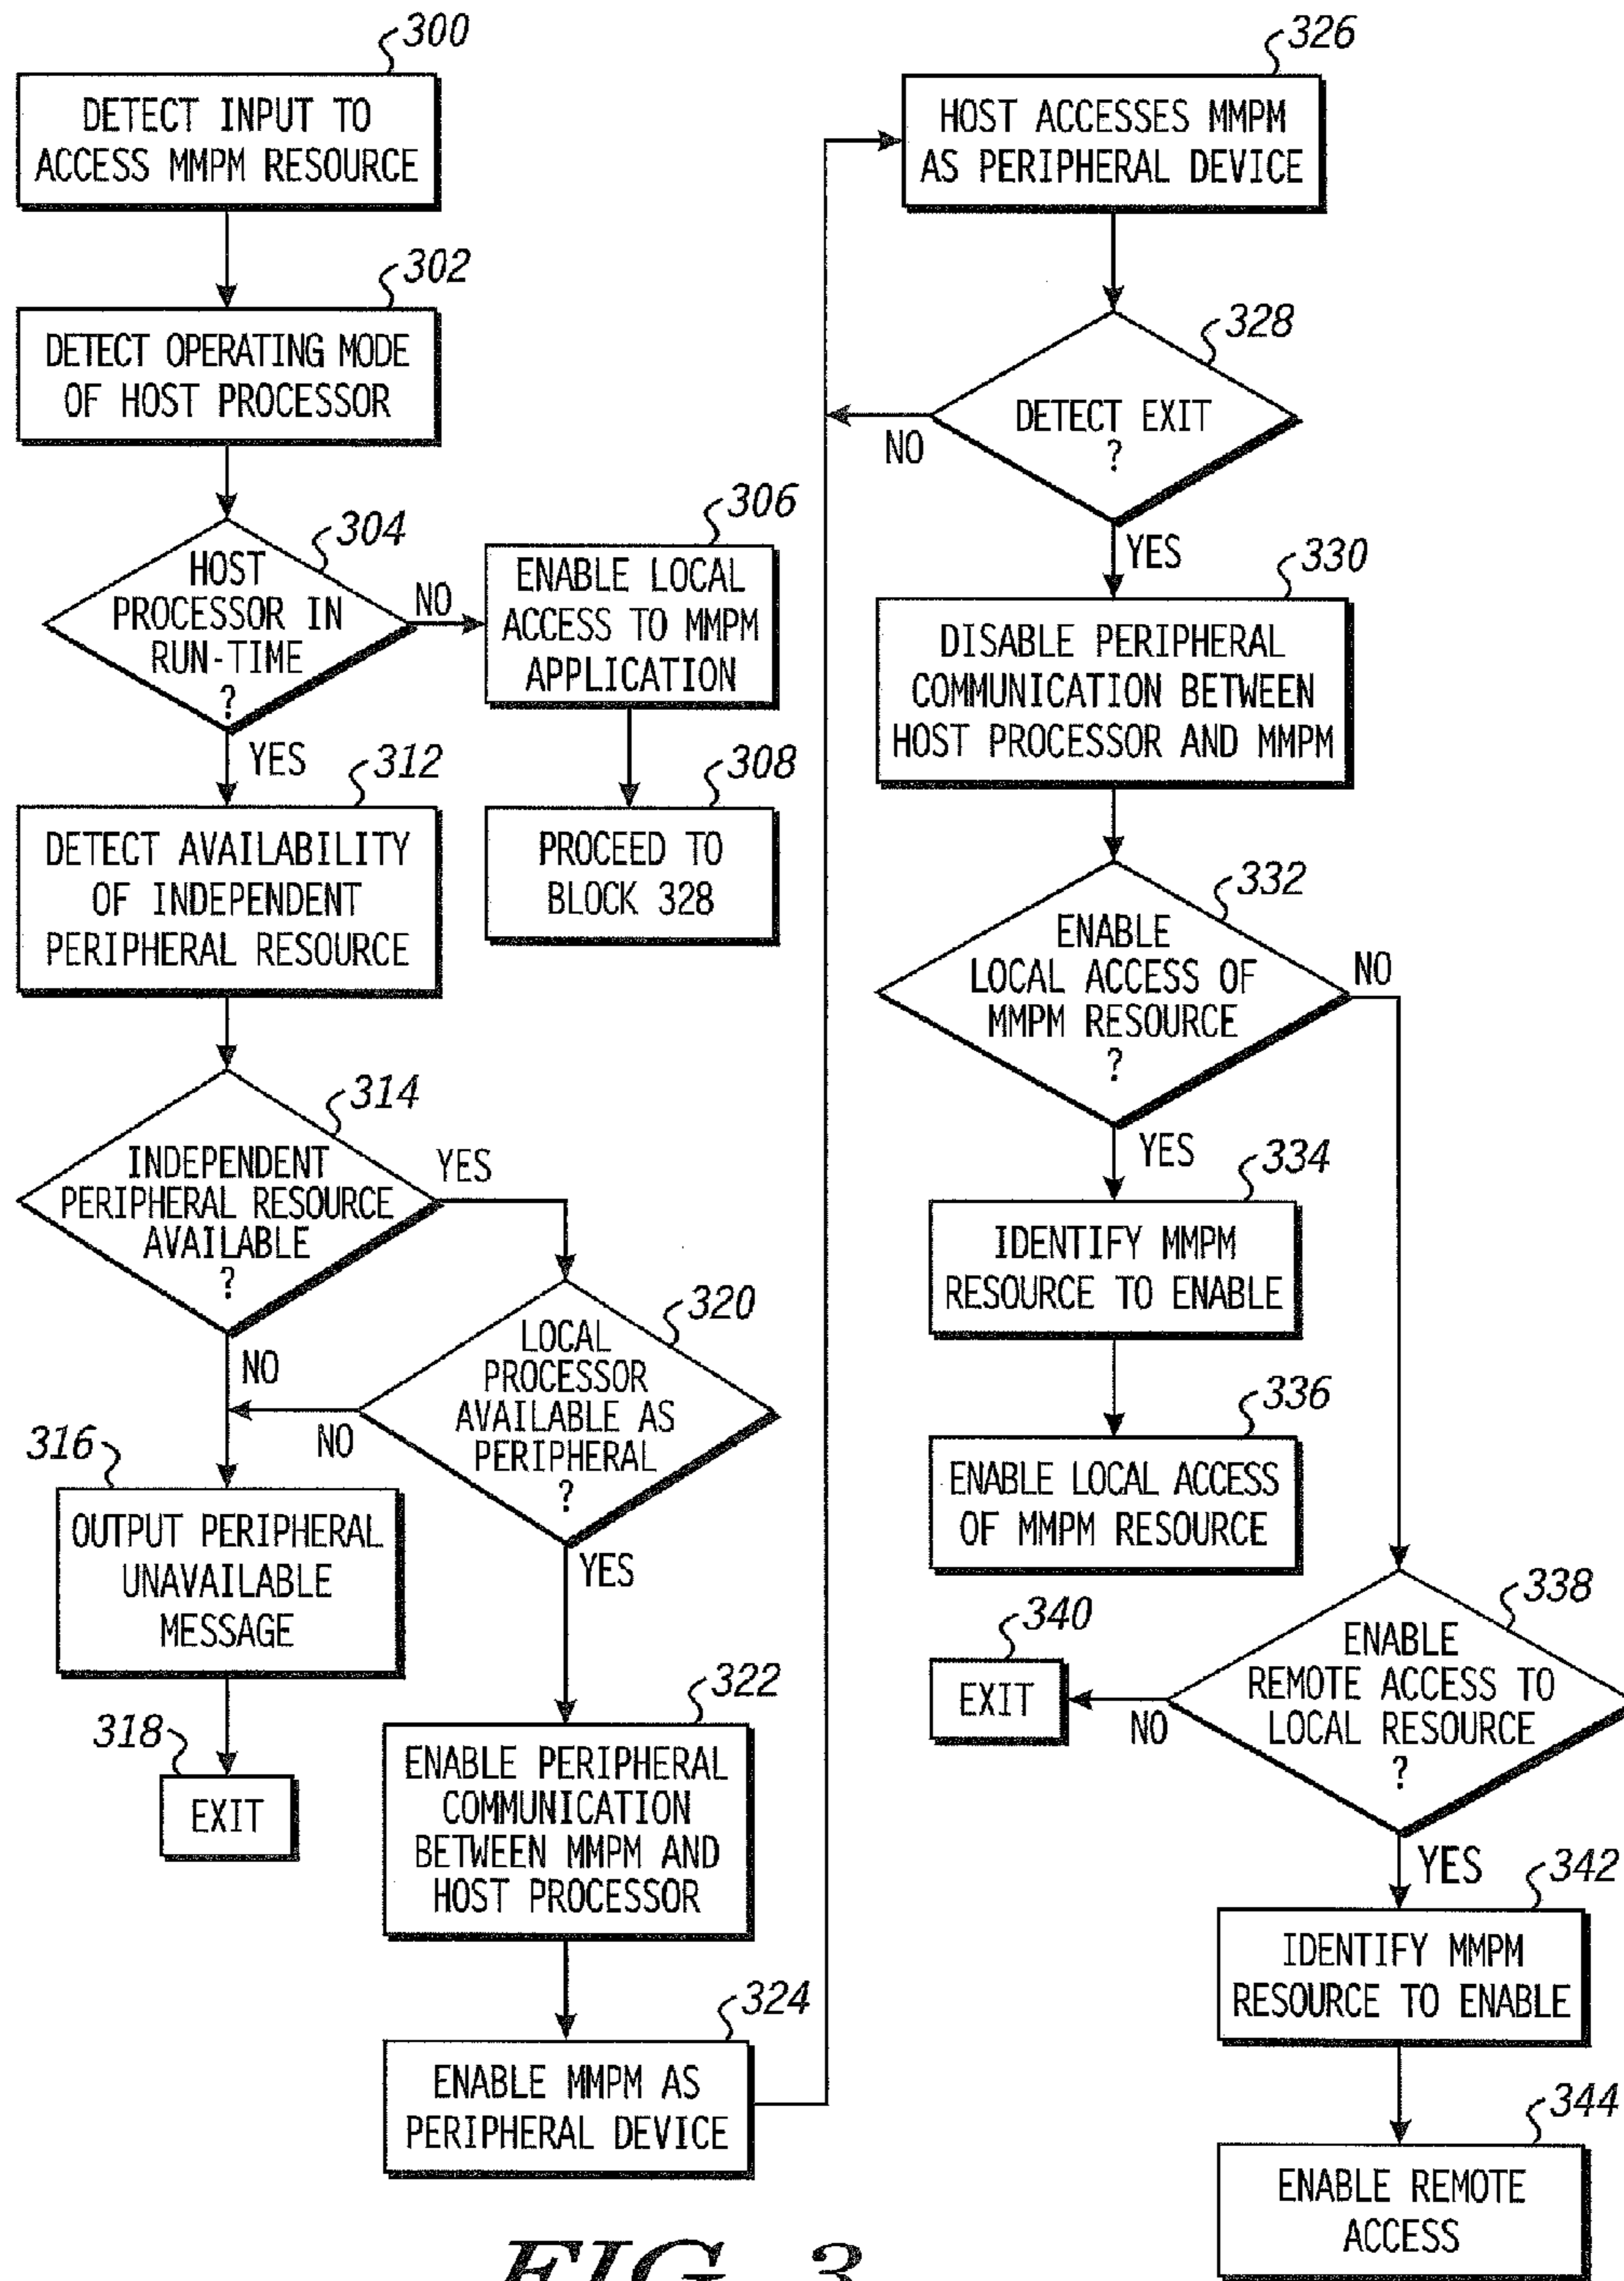 300
DETECT INPUT TO
ACCESS MMPM RESOURCE
302
DETECT OPERATING MODE
OF HOST PROCESSOR
304
HOST
PROCESSOR IN
RUN-TIME
?
NO
YES
306
ENABLE LOCAL
ACCESS TO MMPM
APPLICATION
308
PROCEED TO
BLOCK 328
312
DETECT AVAILABILITY
OF INDEPENDENT
PERIPHERAL RESOURCE
314
INDEPENDENT
PERIPHERAL RESOURCE
AVAILABLE
?
YES
NO
320
LOCAL
PROCESSOR
AVAILABLE AS
PERIPHERAL
?
NO
YES
316
OUTPUT PERIPHERAL
UNAVAILABLE
MESSAGE
318
EXIT
322
ENABLE PERIPHERAL
COMMUNICATION
BETWEEN MMPM AND
HOST PROCESSOR
324
ENABLE MMPM AS
PERIPHERAL DEVICE
326
HOST ACCESSES MMPM
AS PERIPHERAL DEVICE
328
DETECT EXIT
?
NO
YES
330
DISABLE PERIPHERAL
COMMUNICATION BETWEEN
HOST PROCESSOR AND MMPM
332
ENABLE
LOCAL ACCESS OF
MMPM RESOURCE
?
NO
YES
334
IDENTIFY MMPM
RESOURCE TO ENABLE
336
ENABLE LOCAL ACCESS
OF MMPM RESOURCE
338
ENABLE
REMOTE ACCESS TO
LOCAL RESOURCE
?
NO
340
EXIT
YES
342
IDENTIFY MMPM
RESOURCE TO ENABLE
344
ENABLE REMOTE
ACCESS
FIG. 3